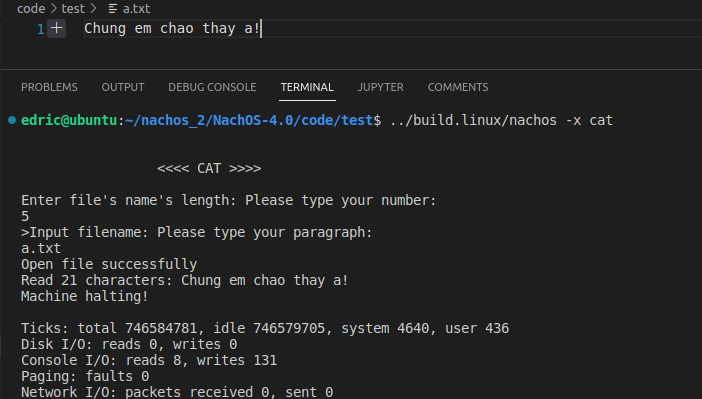 code > test > a.txt
1 + Chung em chao thay a!
PROBLEMS OUTPUT DEBUG CONSOLE TERMINAL JUPYTER COMMENTS
edric@ubuntu:~/nachos_2/NachOS-4.0/code/test$ ../build.linux/nachos -x cat
<<<< CAT >>>>
Enter file's name's length: Please type your number:
5
>Input filename: Please type your paragraph:
a.txt
Open file successfully
Read 21 characters: Chung em chao thay a!
Machine halting!
Ticks: total 746584781, idle 746579705, system 4640, user 436
Disk I/O: reads 0, writes 0
Console I/O: reads 8, writes 131
Paging: faults 0
Network I/O: packets received 0, sent 0